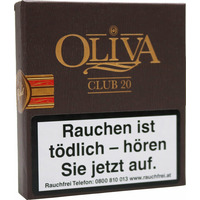 OLIVA
CLUB 20
Rauchen ist
tödlich – hören
Sie jetzt auf.
Rauchfrei Telefon: 0800 810 013 www.rauchfrei.at